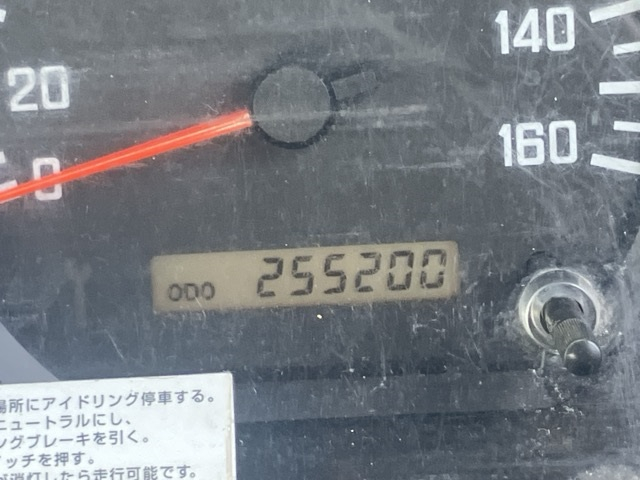 140
20
160
0
ODO 255200
場所にアイドリング停車する。
ニュートラルにし、
ングブレーキを引く。
イッチを押す。
が消灯したら走行可能です。